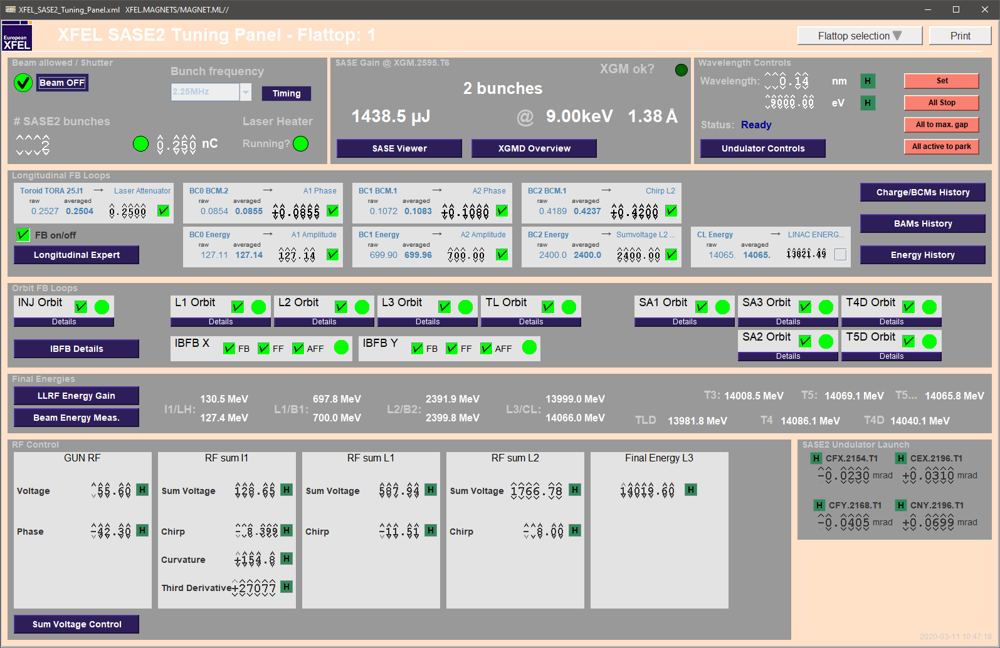 XFEL_SASE2_Tuning_Panel.xml XFEL.MAGNETS/MAGNET.ML//
European
XFEL
XFEL SASE2 Tuning Panel - Flattop: 1
Flattop selection
Print
Beam allowed / Shutter
Beam OFF
Bunch frequency
2.25MHz
Timing
# SASE2 bunches
2
0.250 nC
Laser Heater
Running?
SASE Gain @ XGM.2595.T6
XGM ok?
2 bunches
1438.5 µJ @ 9.00keV 1.38 Å
SASE Viewer
XGMD Overview
Wavelength Controls
Wavelength: 0.14 nm H
9000.00 eV H
Status: Ready
Undulator Controls
Set
All Stop
All to max. gap
All active to park
Longitudinal FB Loops
Toroid TORA 25.I1 → Laser Attenuator
raw averaged
0.2527 0.2504 0.2500
BC0 BCM.2 → A1 Phase
raw averaged
0.0854 0.0855 +0.0855
BC1 BCM.1 → A2 Phase
raw averaged
0.1072 0.1083 +0.1080
BC2 BCM.1 → Chirp L2
raw averaged
0.4189 0.4237 +0.4200
Charge/BCMs History
BAMs History
Energy History
FB on/off
Longitudinal Expert
BC0 Energy → A1 Amplitude
raw averaged
127.11 127.14 127.14
BC1 Energy → A2 Amplitude
raw averaged
699.90 699.96 700.00
BC2 Energy → Sumvoltage L2 ...
raw averaged
2400.0 2400.0 2400.00
CL Energy → LINAC ENERG...
raw averaged
14065. 14065. 13821.49
Orbit FB Loops
INJ Orbit
Details
L1 Orbit
Details
L2 Orbit
Details
L3 Orbit
Details
TL Orbit
Details
SA1 Orbit
Details
SA3 Orbit
Details
T4D Orbit
Details
IBFB Details
IBFB X FB FF AFF
IBFB Y FB FF AFF
SA2 Orbit
Details
T5D Orbit
Details
Final Energies
LLRF Energy Gain
Beam Energy Meas.
I1/LH: 130.5 MeV
127.4 MeV
L1/B1: 697.8 MeV
700.0 MeV
L2/B2: 2391.9 MeV
2399.8 MeV
L3/CL: 13999.0 MeV
14066.0 MeV
T3: 14008.5 MeV T5: 14069.1 MeV T5... 14065.8 MeV
TLD 13981.8 MeV T4 14086.1 MeV T4D 14040.1 MeV
RF Control
GUN RF
Voltage 55.60 H
Phase -42.30 H
RF sum I1
Sum Voltage 128.65 H
Chirp -8.399 H
Curvature +154.8 H
Third Derivative +27077 H
RF sum L1
Sum Voltage 587.94 H
Chirp -11.51 H
RF sum L2
Sum Voltage 1766.78 H
Chirp -8.00 H
Final Energy L3
14019.60 H
Sum Voltage Control
SASE2 Undulator Launch
H CFX.2154.T1 H CEX.2196.T1
-0.0230 mrad +0.0310 mrad
H CFY.2168.T1 H CNY.2196.T1
-0.0405 mrad +0.0699 mrad
2020-03-11 10:47:18